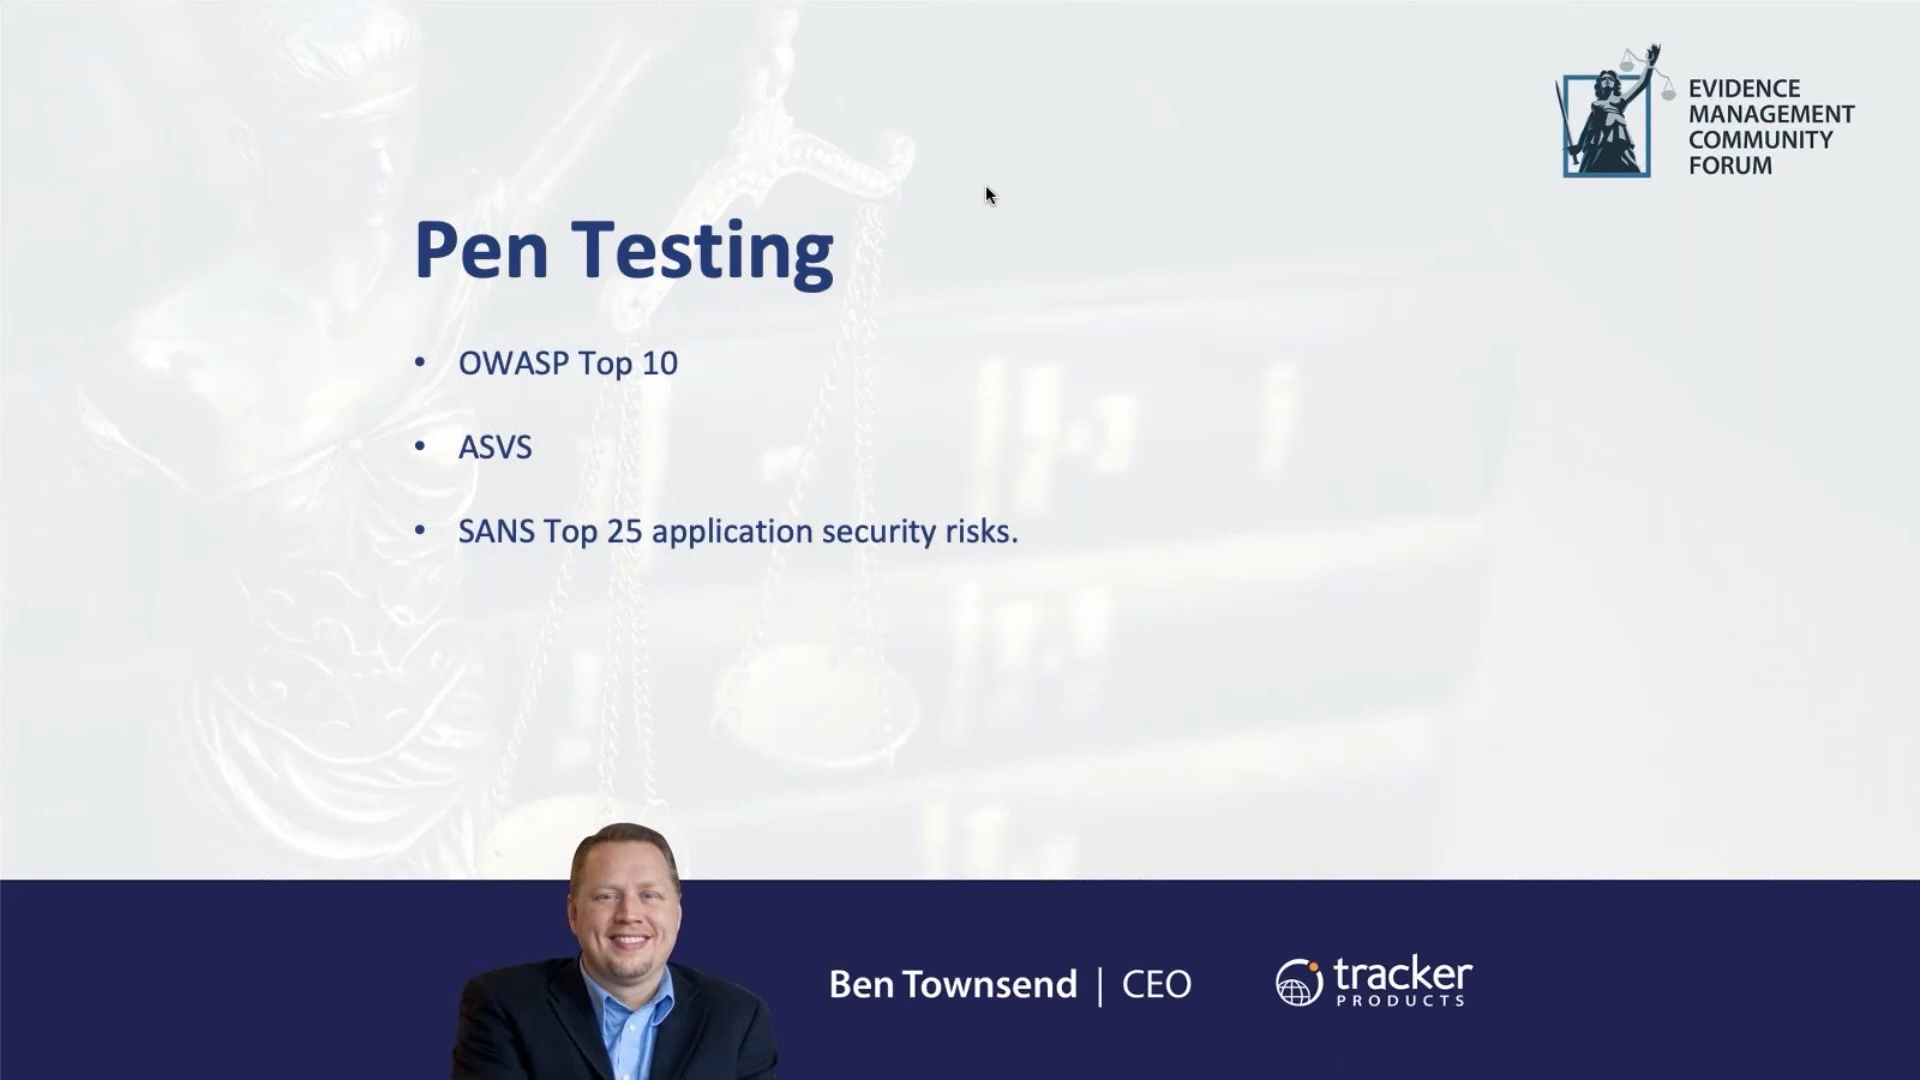 EVIDENCE
MANAGEMENT
COMMUNITY
FORUM
Pen Testing
• OWASP Top 10
• ASVS
• SANS Top 25 application security risks.
Ben Townsend | CEO
tracker
PRODUCTS